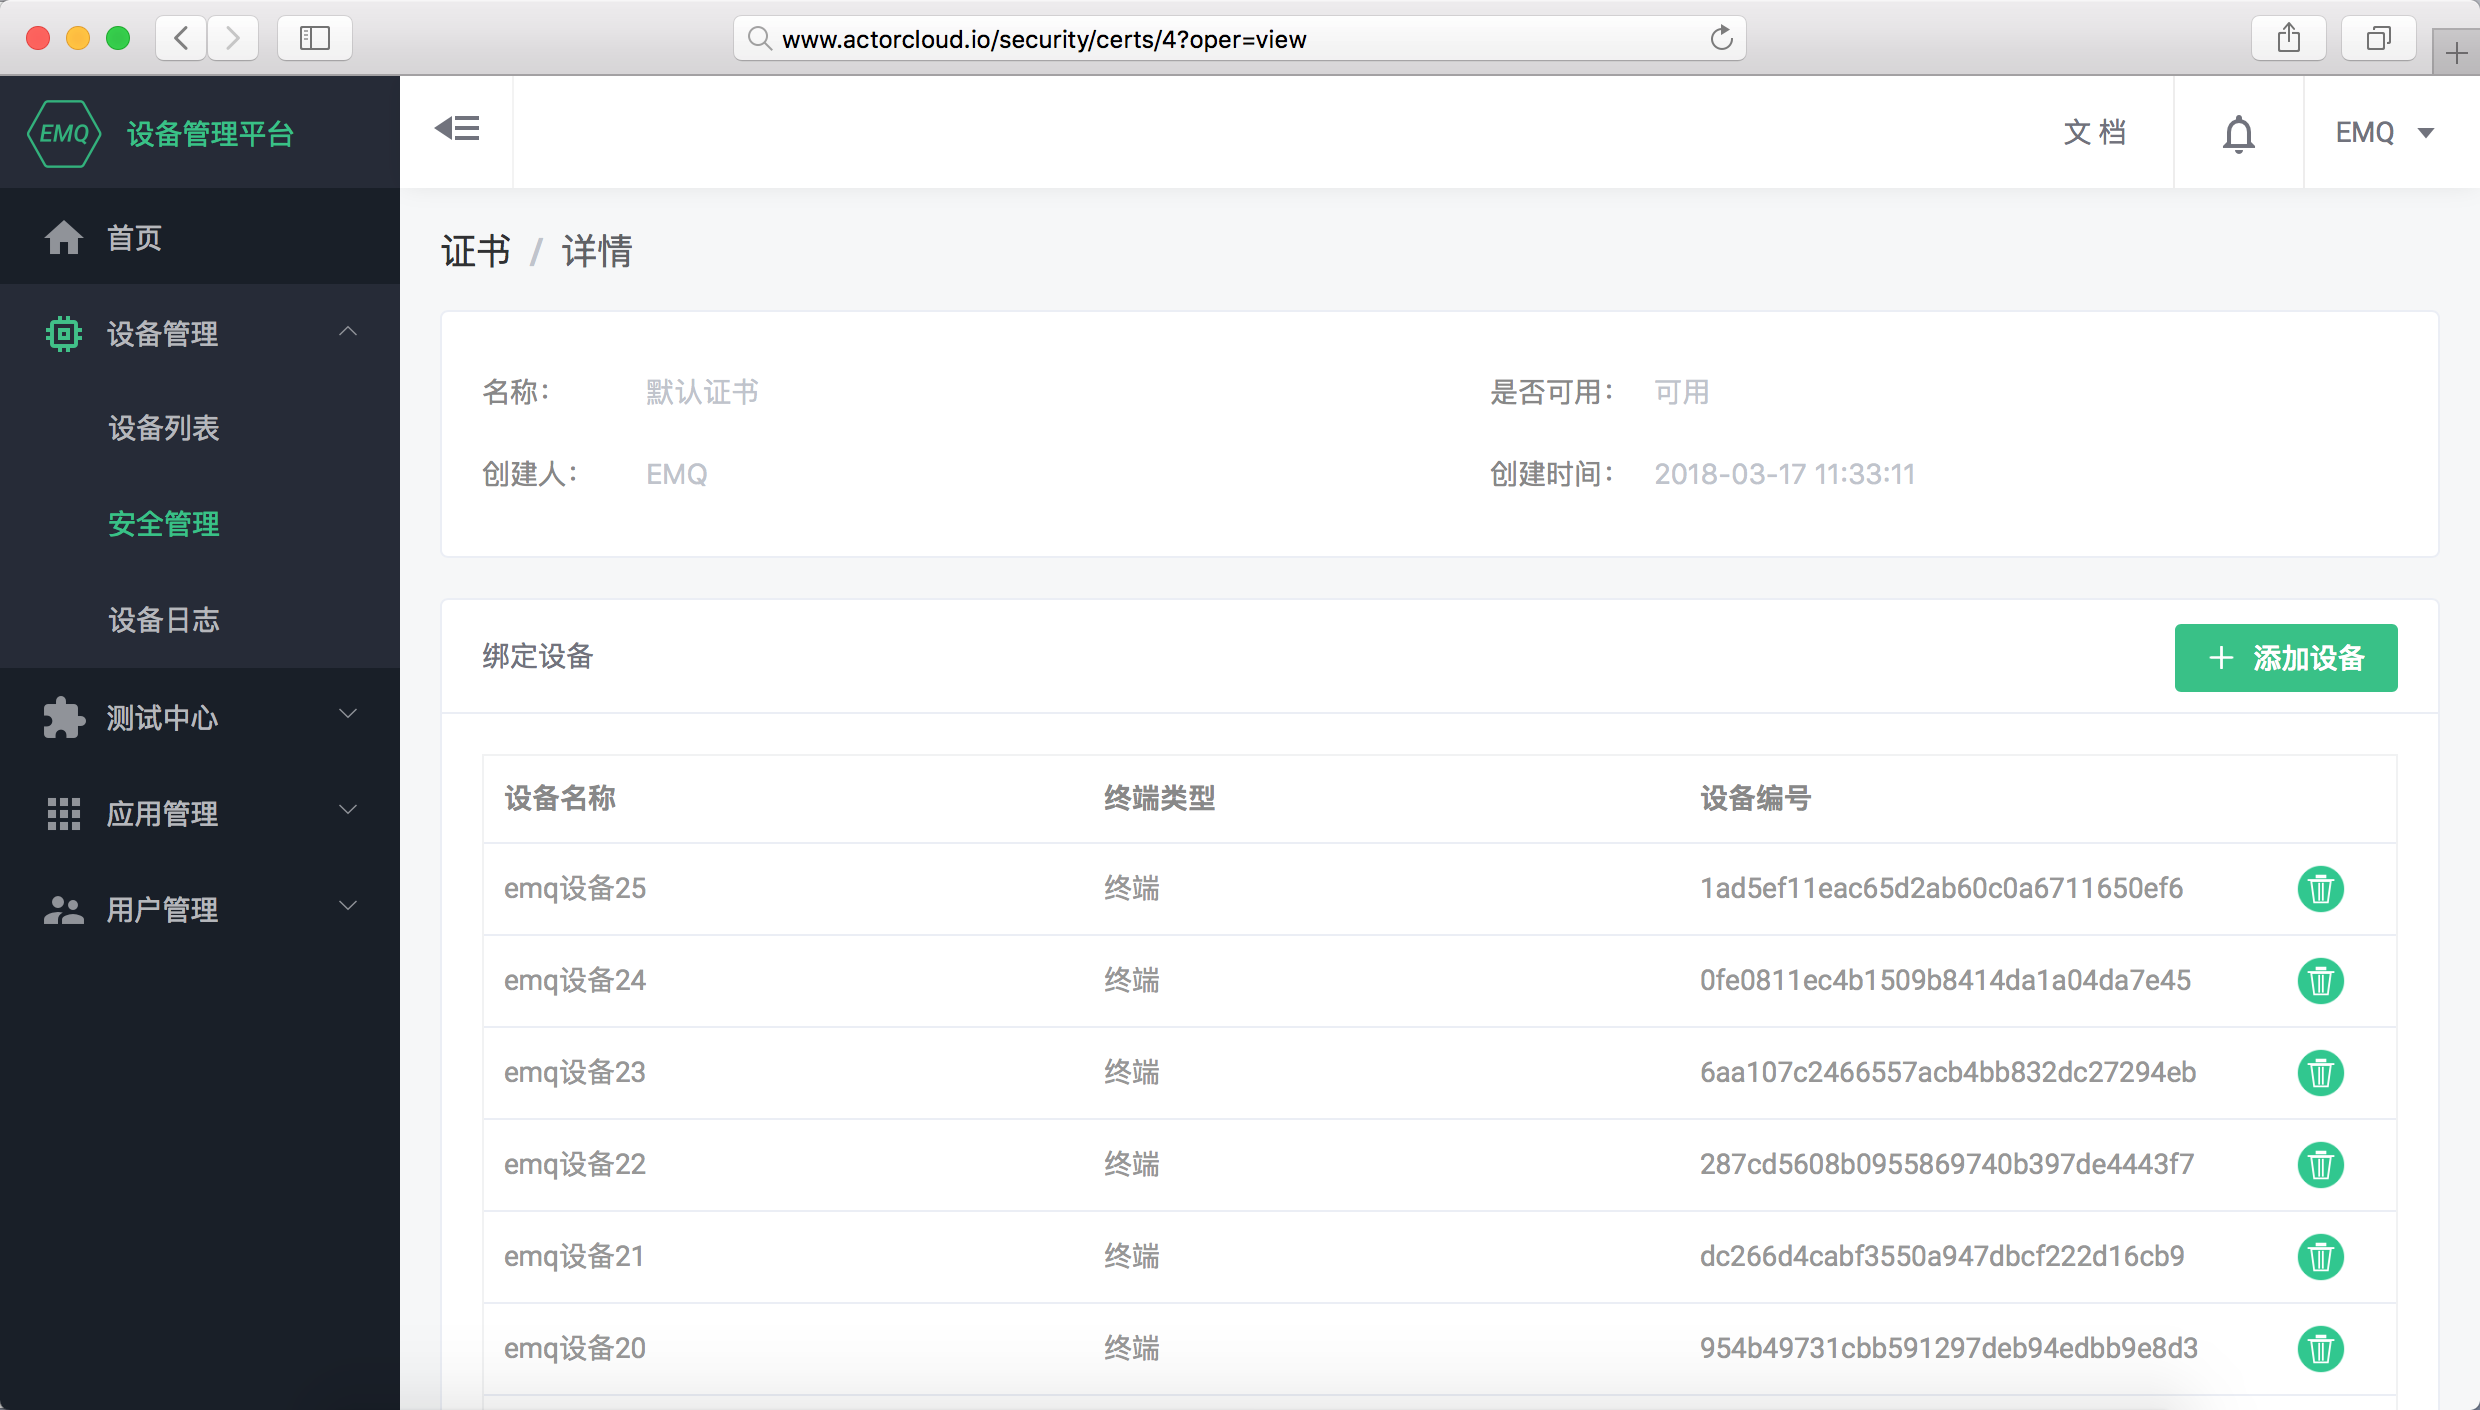 www.actorcloud.io/security/certs/4?oper=view
EMQ 设备管理平台
文 档
EMQ
首页
设备管理
设备列表
安全管理
设备日志
测试中心
应用管理
用户管理
证书 / 详情
名称： 默认证书 是否可用： 可用
创建人： EMQ 创建时间： 2018-03-17 11:33:11
绑定设备 添加设备
设备名称 终端类型 设备编号
emq设备25 终端 1ad5ef11eac65d2ab60c0a6711650ef6
emq设备24 终端 0fe0811ec4b1509b8414da1a04da7e45
emq设备23 终端 6aa107c2466557acb4bb832dc27294eb
emq设备22 终端 287cd5608b0955869740b397de4443f7
emq设备21 终端 dc266d4cabf3550a947dbcf222d16cb9
emq设备20 终端 954b49731cbb591297deb94edbb9e8d3